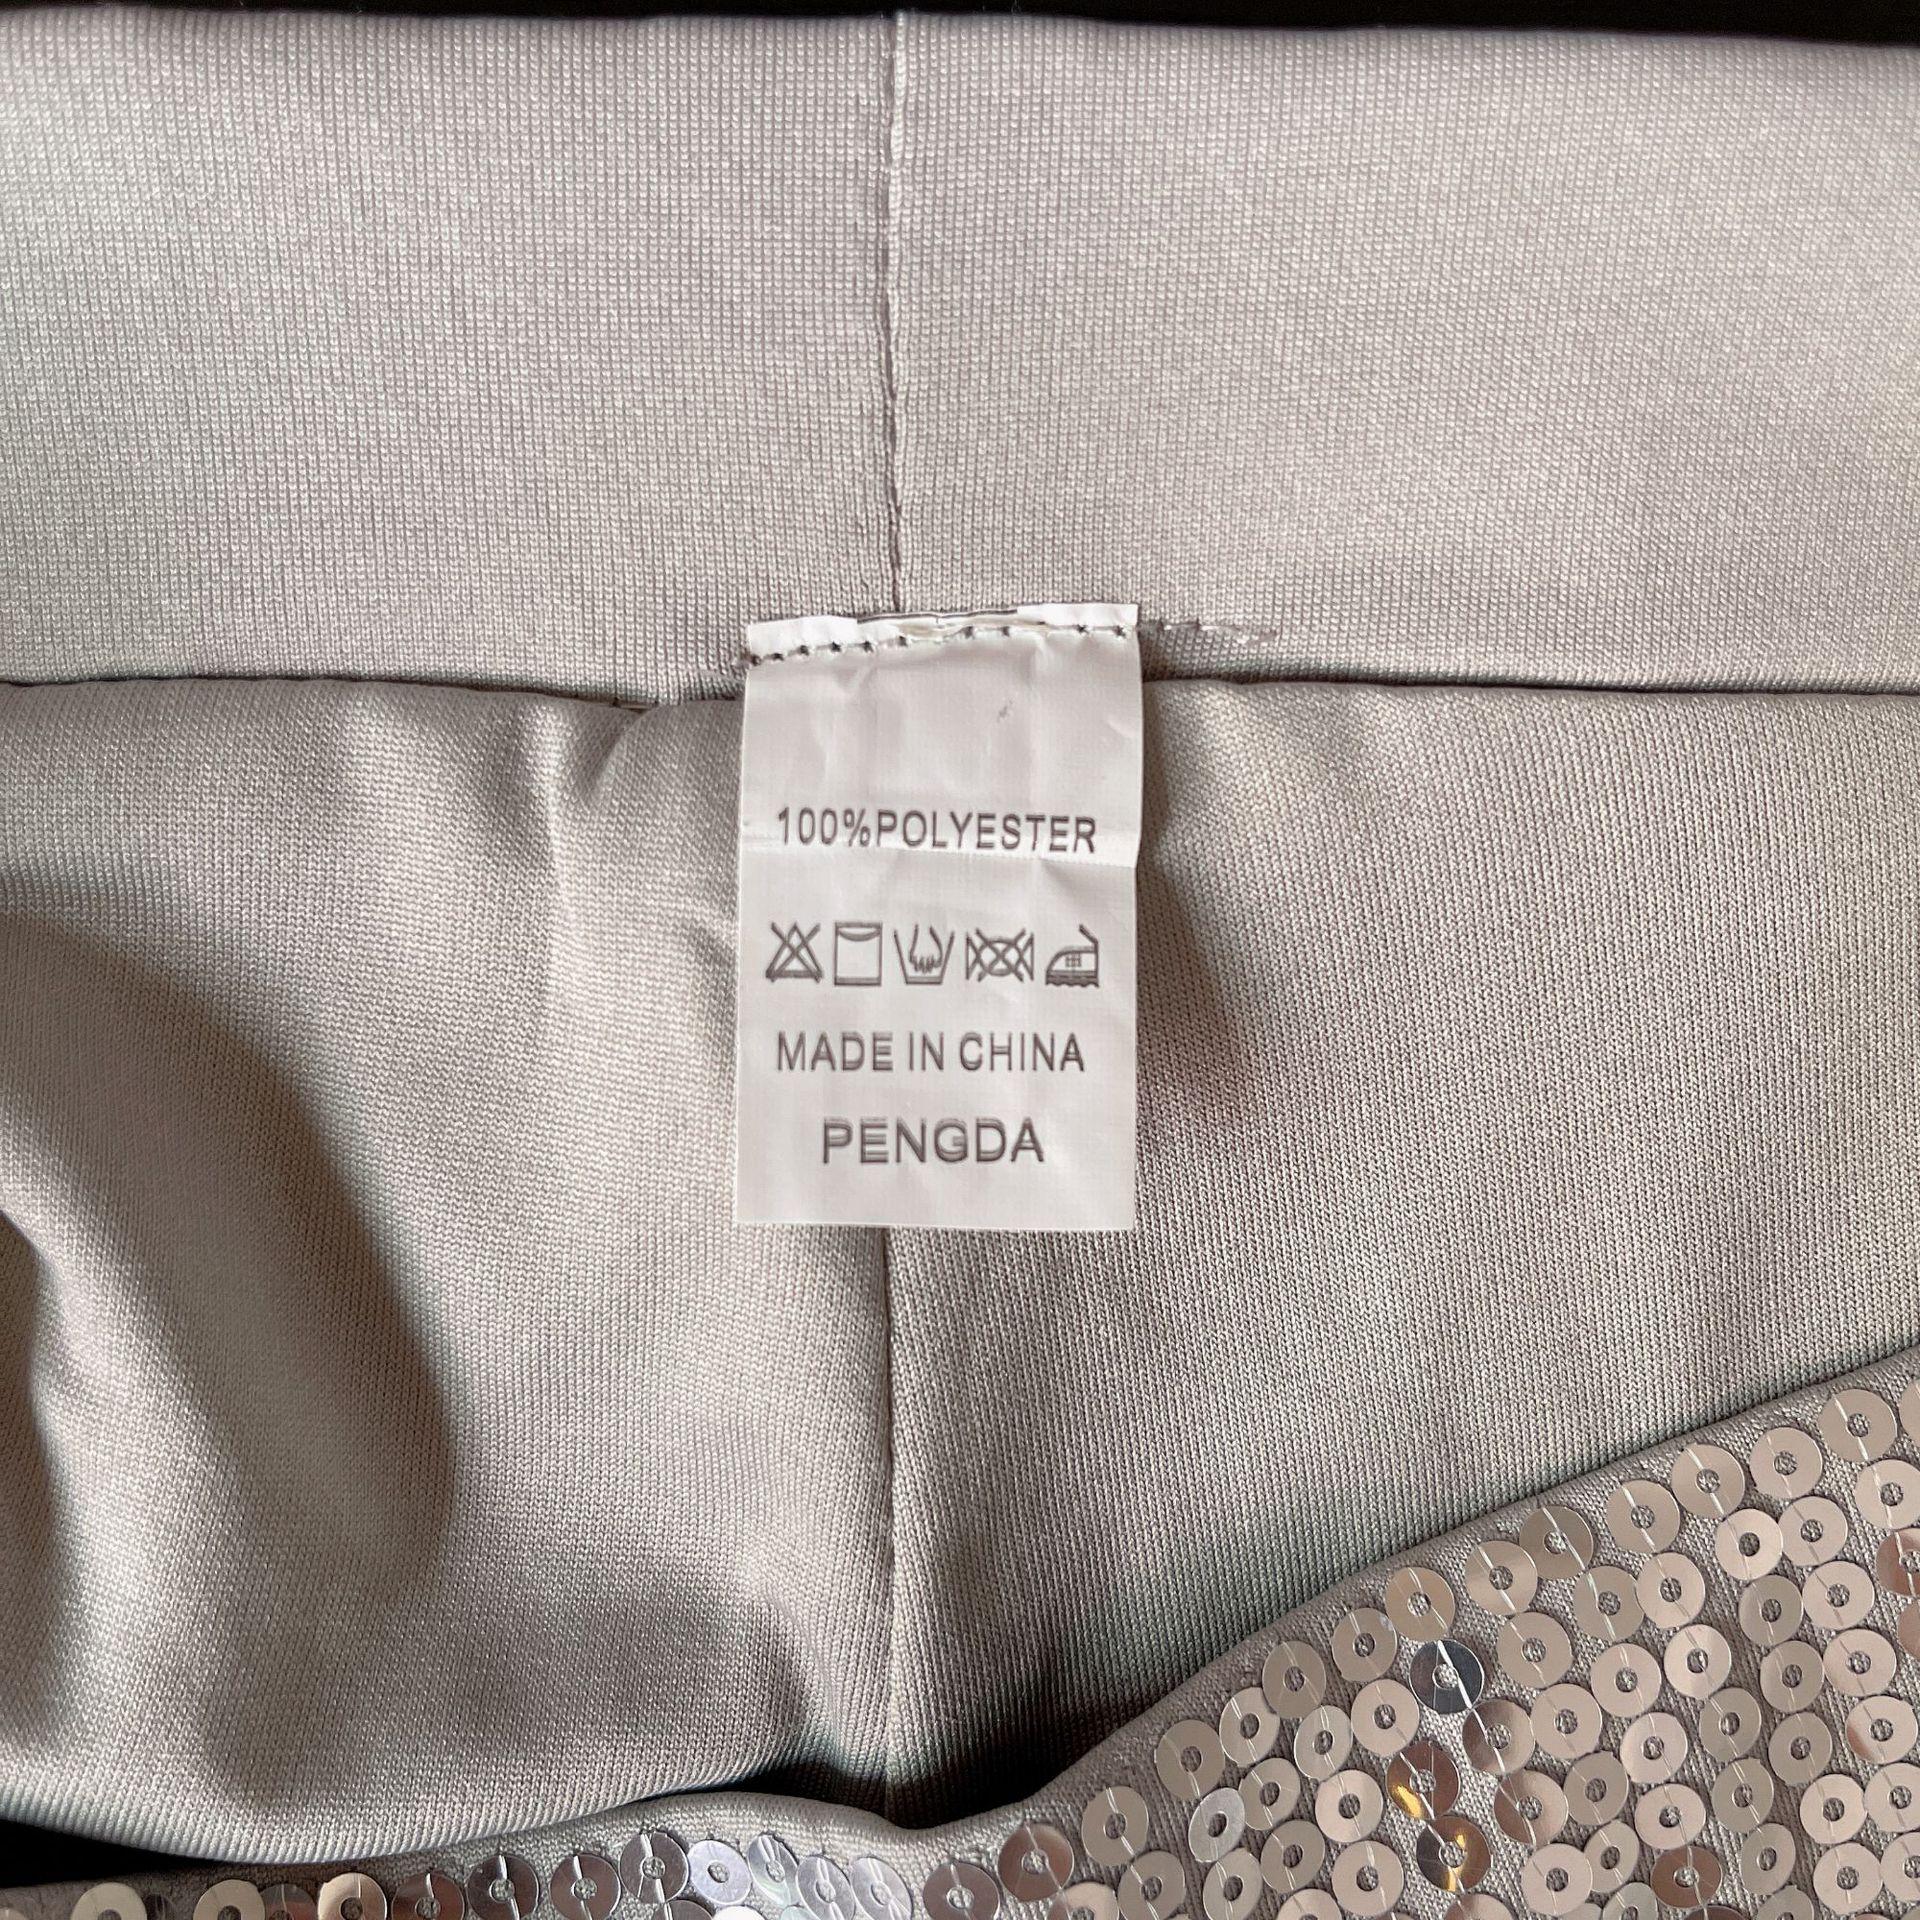 100%POLYESTER
MADE IN CHINA
PENGDA